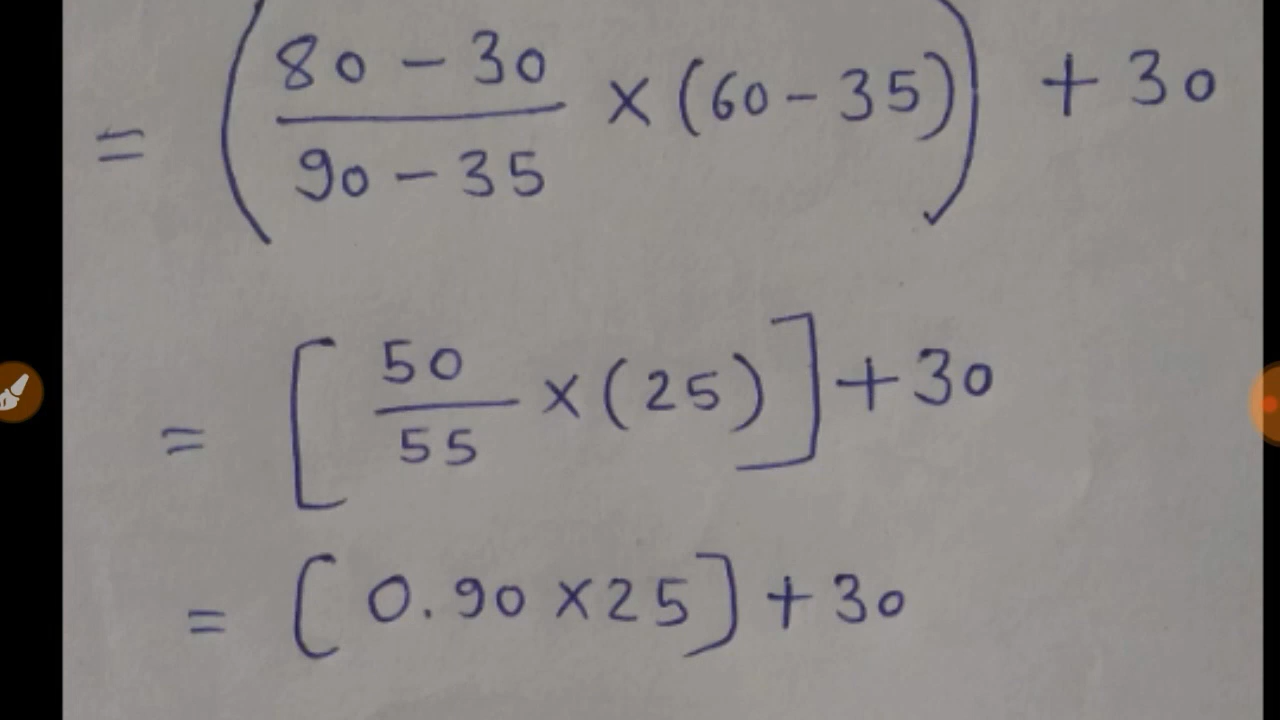 = (80 - 30 / 90 - 35 × (60 - 35)) + 30
= [50 / 55 × (25)] + 30
= [0.90 × 25] + 30